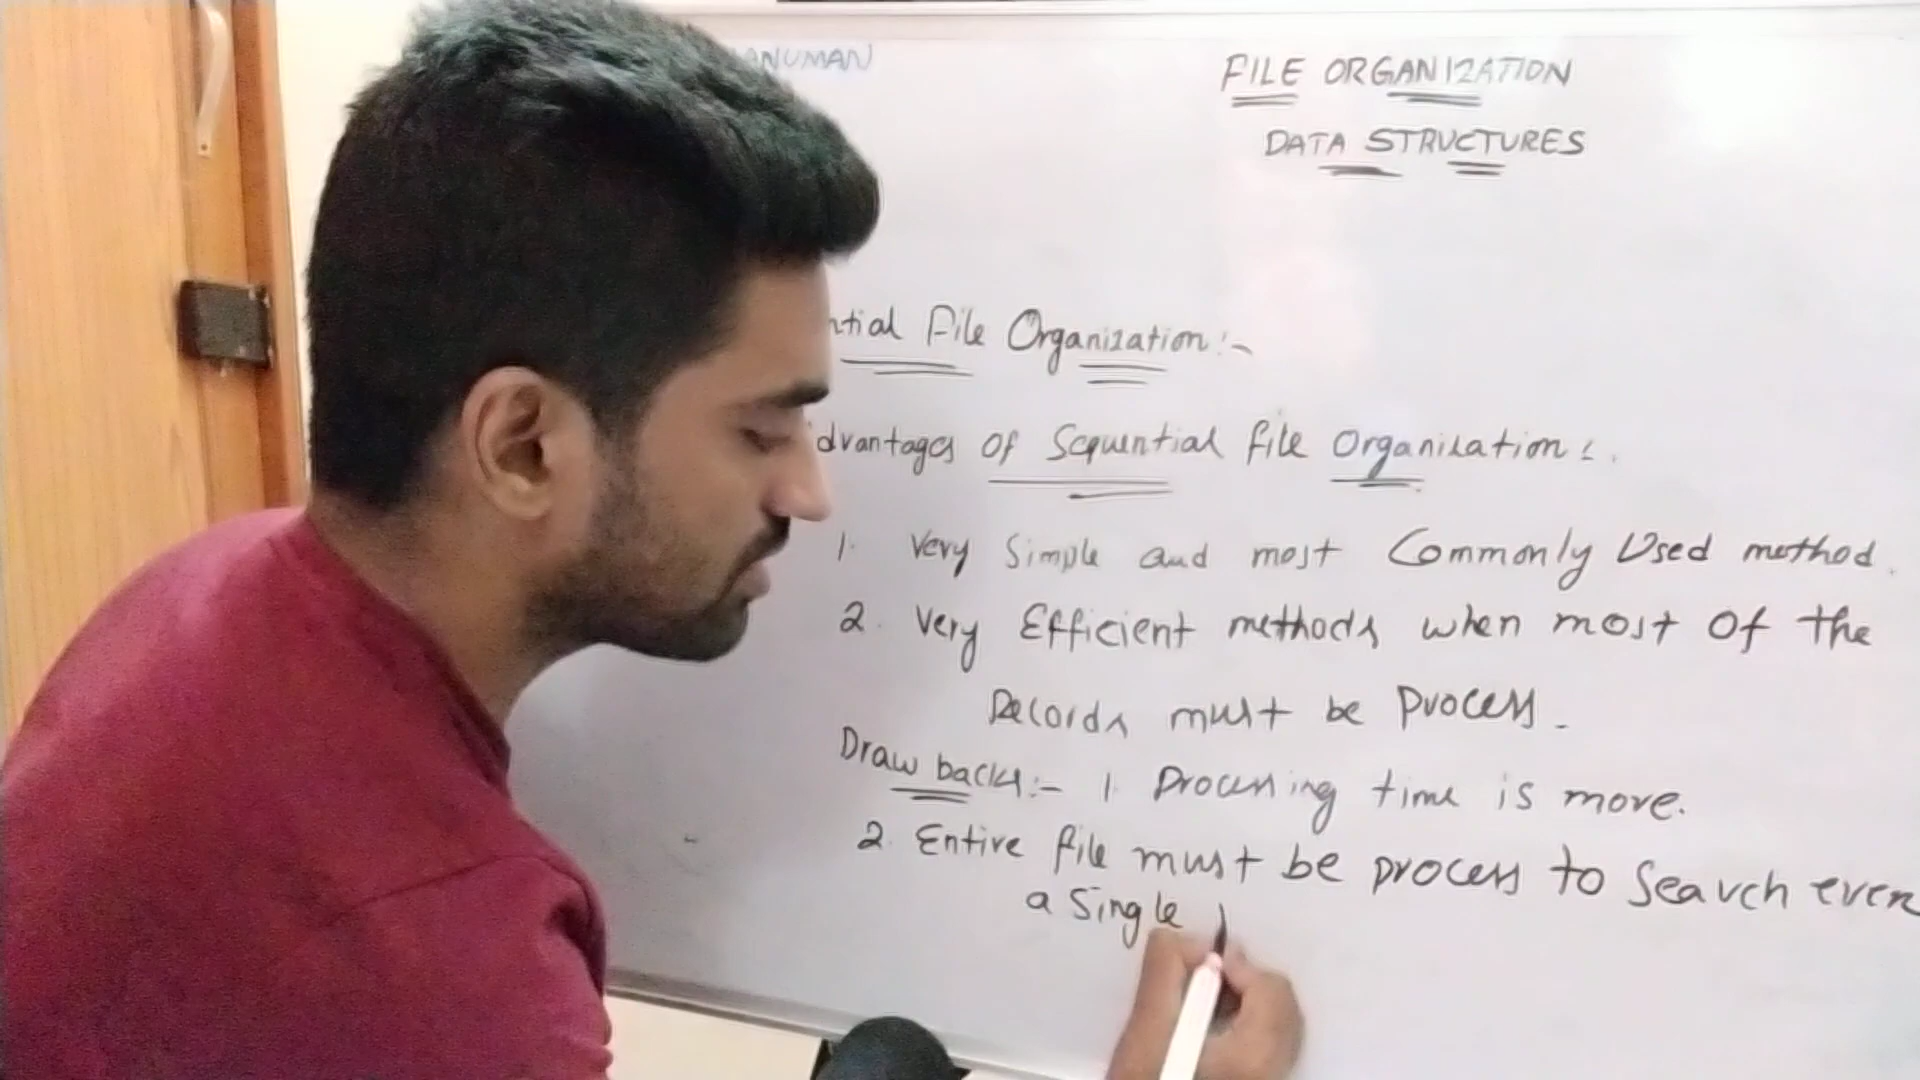 ANUMAN
FILE ORGANIZATION
DATA STRUCTURES
ntial File Organization :-
dvantages Of Sequential file Organization :.
1. Very Simple and most Commonly Used method.
2. Very Efficient methods when most of the
Records must be process.
Draw backs:- 1. Processing time is more.
2. Entire file must be process to Search even
a Single